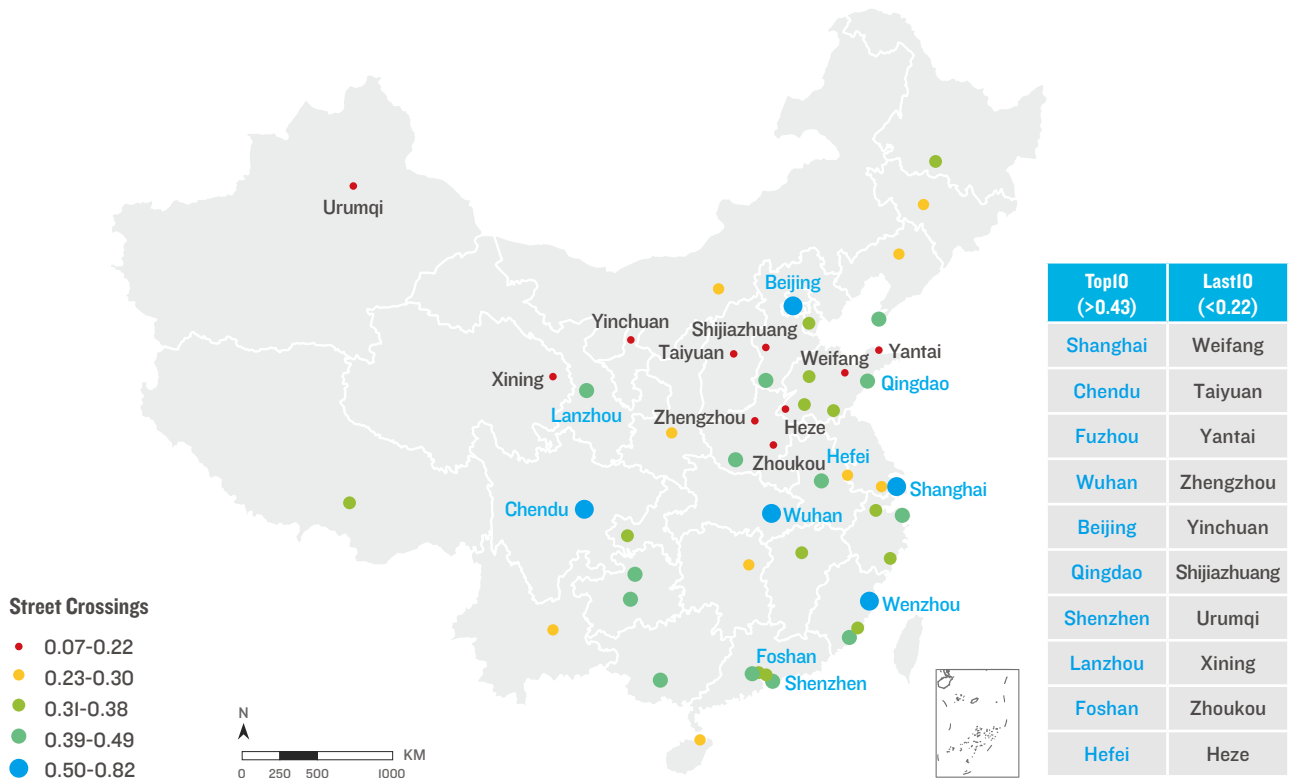 Urumqi
Beijing
Yinchuan
Shijiazhuang
Taiyuan
Yantai
Weifang
Xining
Qingdao
Lanzhou
Zhengzhou
Heze
Zhoukou
Hefei
Shanghai
Chendu
Wuhan
Wenzhou
Foshan
Shenzhen
Street Crossings
0.07-0.22
0.23-0.30
0.3I-0.38
0.39-0.49
0.50-0.82
N
KM
0 250 500 1000
Top10 Last10
(>0.43) (<0.22)
Shanghai Weifang
Chendu Taiyuan
Fuzhou Yantai
Wuhan Zhengzhou
Beijing Yinchuan
Qingdao Shijiazhuang
Shenzhen Urumqi
Lanzhou Xining
Foshan Zhoukou
Hefei Heze